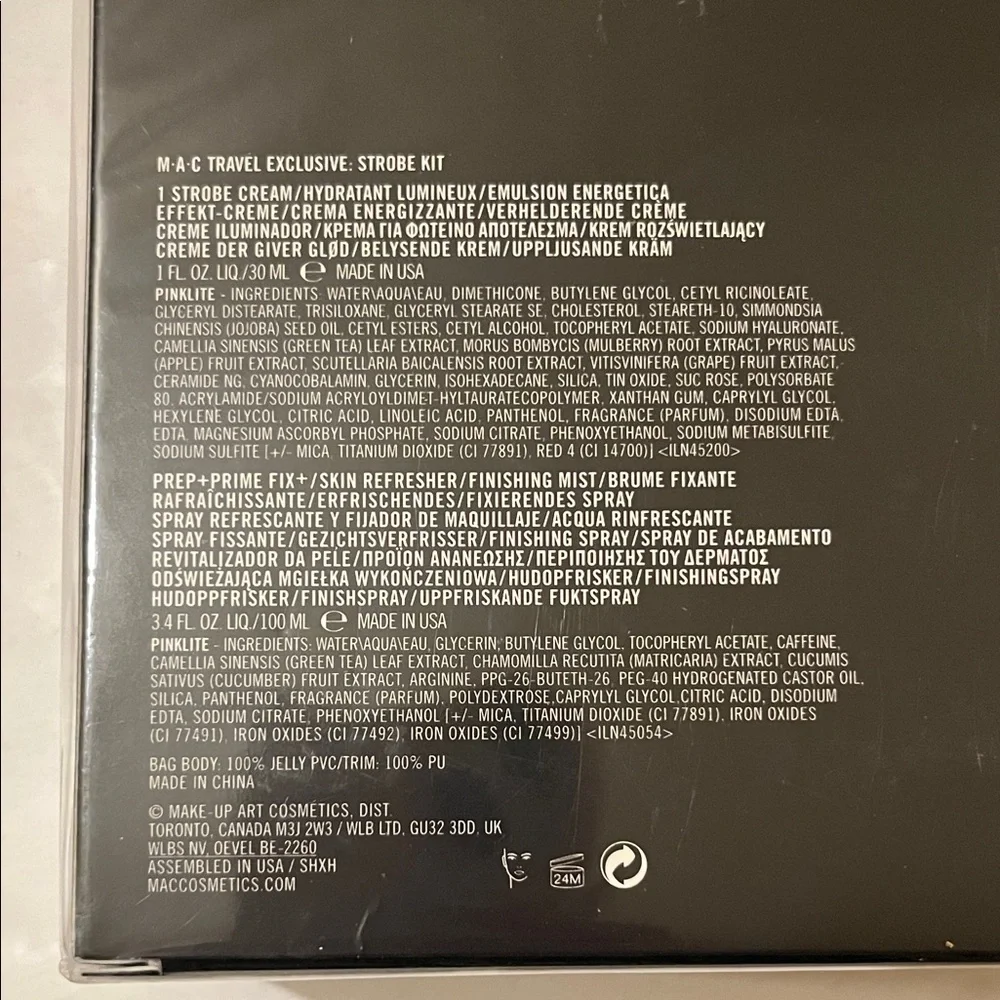 M·A·C TRAVEL EXCLUSIVE: STROBE KIT
1 STROBE CREAM/HYDRATANT LUMINEUX/EMULSION ENERGETICA
EFFEKT-CREME/CREMA ENERGIZZANTE/VERHELDERENDE CRÈME
CREME ILUMINADOR/ΚΡΕΜΑ ΓΙΑ ΦΩΤΕΙΝΟ ΑΠΟΤΕΛΕΣΜΑ/KREM ROZŚWIETLAJĄCY
CREME DER GIVER GLØD/BELYSENDE KREM/UPPLJUSANDE KRÄM
1 FL. OZ. LIQ./30 ML ℮ MADE IN USA
PINKLITE - INGREDIENTS: WATER\AQUA\EAU, DIMETHICONE, BUTYLENE GLYCOL, CETYL RICINOLEATE,
GLYCERYL DISTEARATE, TRISILOXANE, GLYCERYL STEARATE SE, CHOLESTEROL, STEARETH-10, SIMMONDSIA
CHINENSIS (JOJOBA) SEED OIL, CETYL ESTERS, CETYL ALCOHOL, TOCOPHERYL ACETATE, SODIUM HYALURONATE,
CAMELLIA SINENSIS (GREEN TEA) LEAF EXTRACT, MORUS BOMBYCIS (MULBERRY) ROOT EXTRACT, PYRUS MALUS
(APPLE) FRUIT EXTRACT, SCUTELLARIA BAICALENSIS ROOT EXTRACT, VITISVINIFERA (GRAPE) FRUIT EXTRACT,
CERAMIDE NG, CYANOCOBALAMIN, GLYCERIN, ISOHEXADECANE, SILICA, TIN OXIDE, SUC ROSE, POLYSORBATE
80, ACRYLAMIDE/SODIUM ACRYLOYLDIMET-HYLTAURATECOPOLYMER, XANTHAN GUM, CAPRYLYL GLYCOL,
HEXYLENE GLYCOL, CITRIC ACID, LINOLEIC ACID, PANTHENOL, FRAGRANCE (PARFUM), DISODIUM EDTA,
EDTA, MAGNESIUM ASCORBYL PHOSPHATE, SODIUM CITRATE, PHENOXYETHANOL, SODIUM METABISULFITE,
SODIUM SULFITE [+/- MICA, TITANIUM DIOXIDE (CI 77891), RED 4 (CI 14700)] <ILN45200>
PREP+PRIME FIX+/SKIN REFRESHER/FINISHING MIST/BRUME FIXANTE
RAFRAÎCHISSANTE/ERFRISCHENDES/FIXIERENDES SPRAY
SPRAY REFRESCANTE Y FIJADOR DE MAQUILLAJE/ACQUA RINFRESCANTE
SPRAY FISSANTE/GEZICHTSVERFRISSER/FINISHING SPRAY/SPRAY DE ACABAMENTO
REVITALIZADOR DA PELE/ΠΡΟΪΟΝ ΑΝΑΝΕΩΣΗΣ/ΠΕΡΙΠΟΙΗΣΗΣ ΤΟΥ ΔΕΡΜΑΤΟΣ
ODŚWIEŻAJĄCA MGIEŁKA WYKOŃCZENIOWA/HUDOPFRISKER/FINISHINGSPRAY
HUDOPPFRISKER/FINISHSPRAY/UPPFRISKANDE FUKTSPRAY
3.4 FL. OZ. LIQ./100 ML ℮ MADE IN USA
PINKLITE - INGREDIENTS: WATER\AQUA\EAU, GLYCERIN, BUTYLENE GLYCOL, TOCOPHERYL ACETATE, CAFFEINE,
CAMELLIA SINENSIS (GREEN TEA) LEAF EXTRACT, CHAMOMILLA RECUTITA (MATRICARIA) EXTRACT, CUCUMIS
SATIVUS (CUCUMBER) FRUIT EXTRACT, ARGININE, PPG-26-BUTETH-26, PEG-40 HYDROGENATED CASTOR OIL,
SILICA, PANTHENOL, FRAGRANCE (PARFUM), POLYDEXTROSE,CAPRYLYL GLYCOL,CITRIC ACID, DISODIUM
EDTA, SODIUM CITRATE, PHENOXYETHANOL [+/- MICA, TITANIUM DIOXIDE (CI 77891), IRON OXIDES
(CI 77491), IRON OXIDES (CI 77492), IRON OXIDES (CI 77499)] <ILN45054>
BAG BODY: 100% JELLY PVC/TRIM: 100% PU
MADE IN CHINA
© MAKE-UP ART COSMETICS, DIST.
TORONTO, CANADA M3J 2W3 / WLB LTD, GU32 3DD, UK
WLBS NV, OEVEL BE-2260
ASSEMBLED IN USA / SHXH
MACCOSMETICS.COM
24M